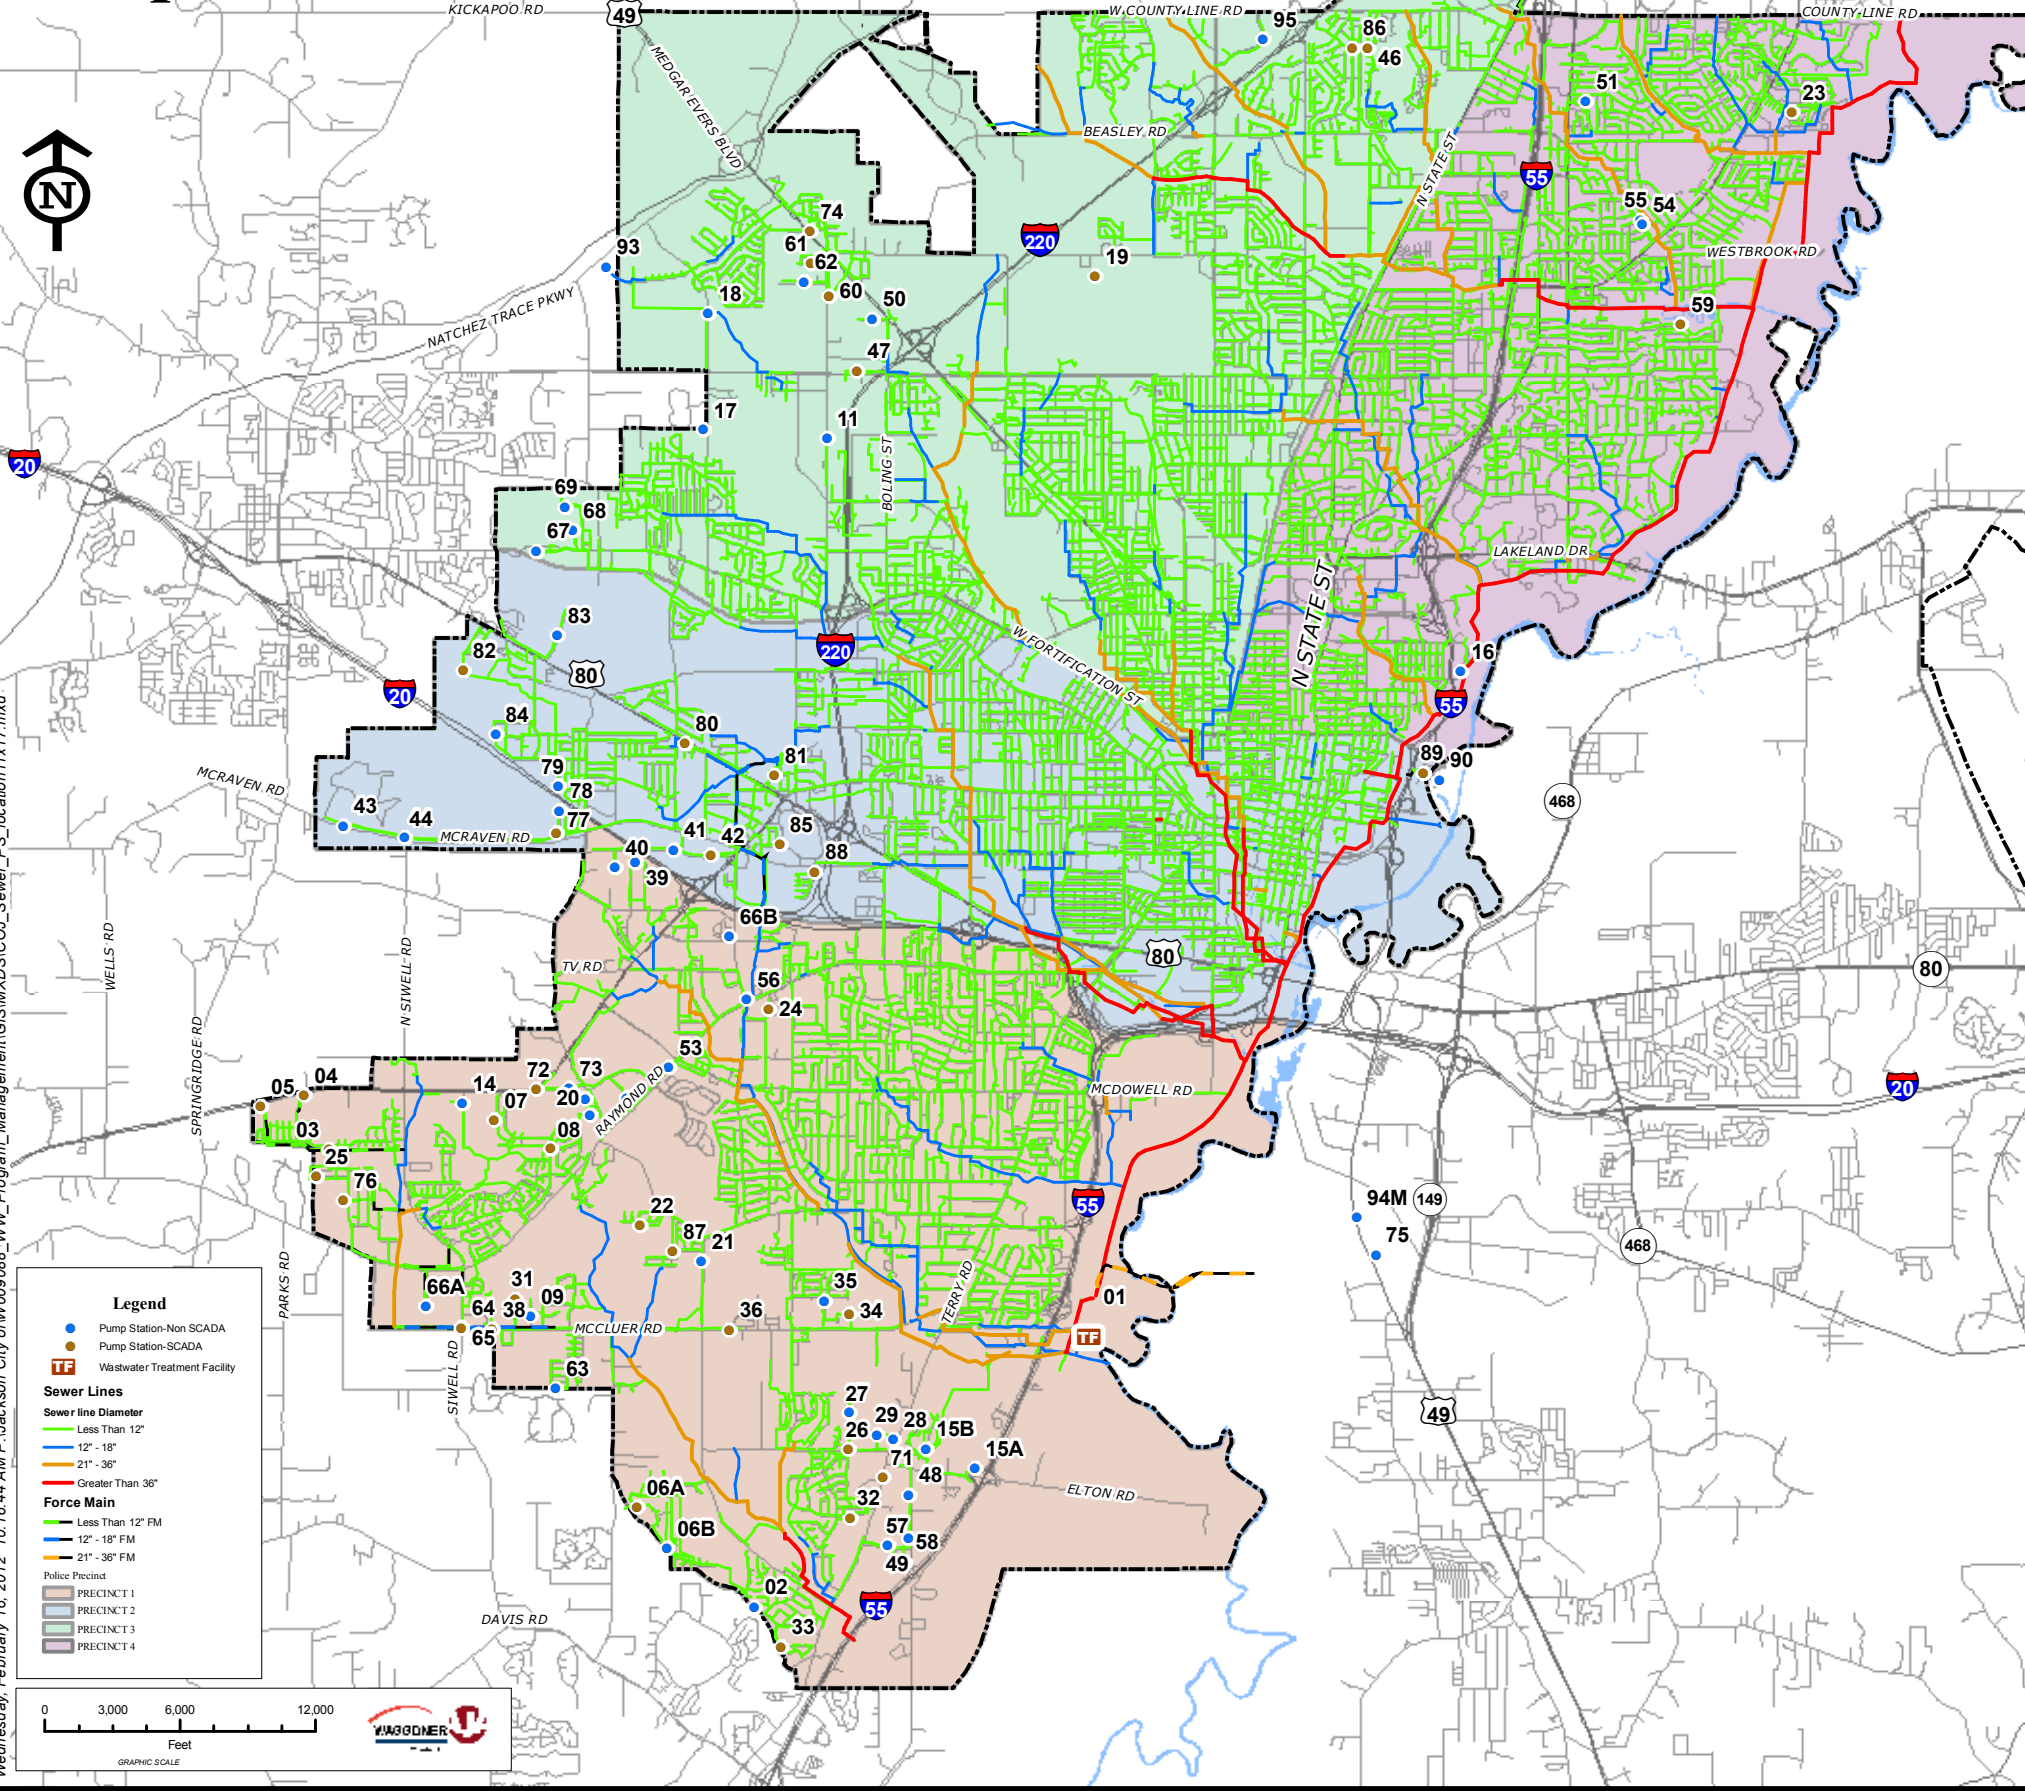 KICKAPOO RD
49
W COUNTY LINE RD
95
86
46
COUNTY LINE RD
MEDGAR EVERS BLVD
51
23
BEASLEY RD
N STATE ST
55
N
74
55
54
61
62
93
220
19
WESTBROOK RD
18
60
50
59
NATCHEZ TRACE PKWY
47
17
11
BOLING ST
20
69
68
67
LAKELAND DR
N STATE ST
83
82
80
220
W FORTIFICATION ST
16
20
55
84
80
81
89
90
79
78
MCRAVEN RD
43
44
MCRAVEN RD
77
41
42
85
88
468
40
39
66B
WELLS RD
N SIWELL RD
TV RD
80
80
56
24
SPRINGRIDGE RD
53
05
04
14
72
73
07
20
RAYMOND RD
MCDOWELL RD
20
03
08
25
76
55
94M
149
75
468
22
87
21
PARKS RD
66A
31
09
64
38
65
35
34
36
TERRY RD
01
TF
MCCLUER RD
SIWELL RD
63
49
27
29
28
26
15B
15A
71
48
06A
32
ELTON RD
06B
57
58
49
02
55
33
DAVIS RD
Legend
Pump Station-Non SCADA
Pump Station-SCADA
TF Wastwater Treatment Facility
Sewer Lines
Sewer line Diameter
Less Than 12"
12" - 18"
21" - 36"
Greater Than 36"
Force Main
Less Than 12" FM
12" - 18" FM
21" - 36" FM
Police Precinct
PRECINCT 1
PRECINCT 2
PRECINCT 3
PRECINCT 4
0 3,000 6,000 12,000
Feet
GRAPHIC SCALE
WAGGONER